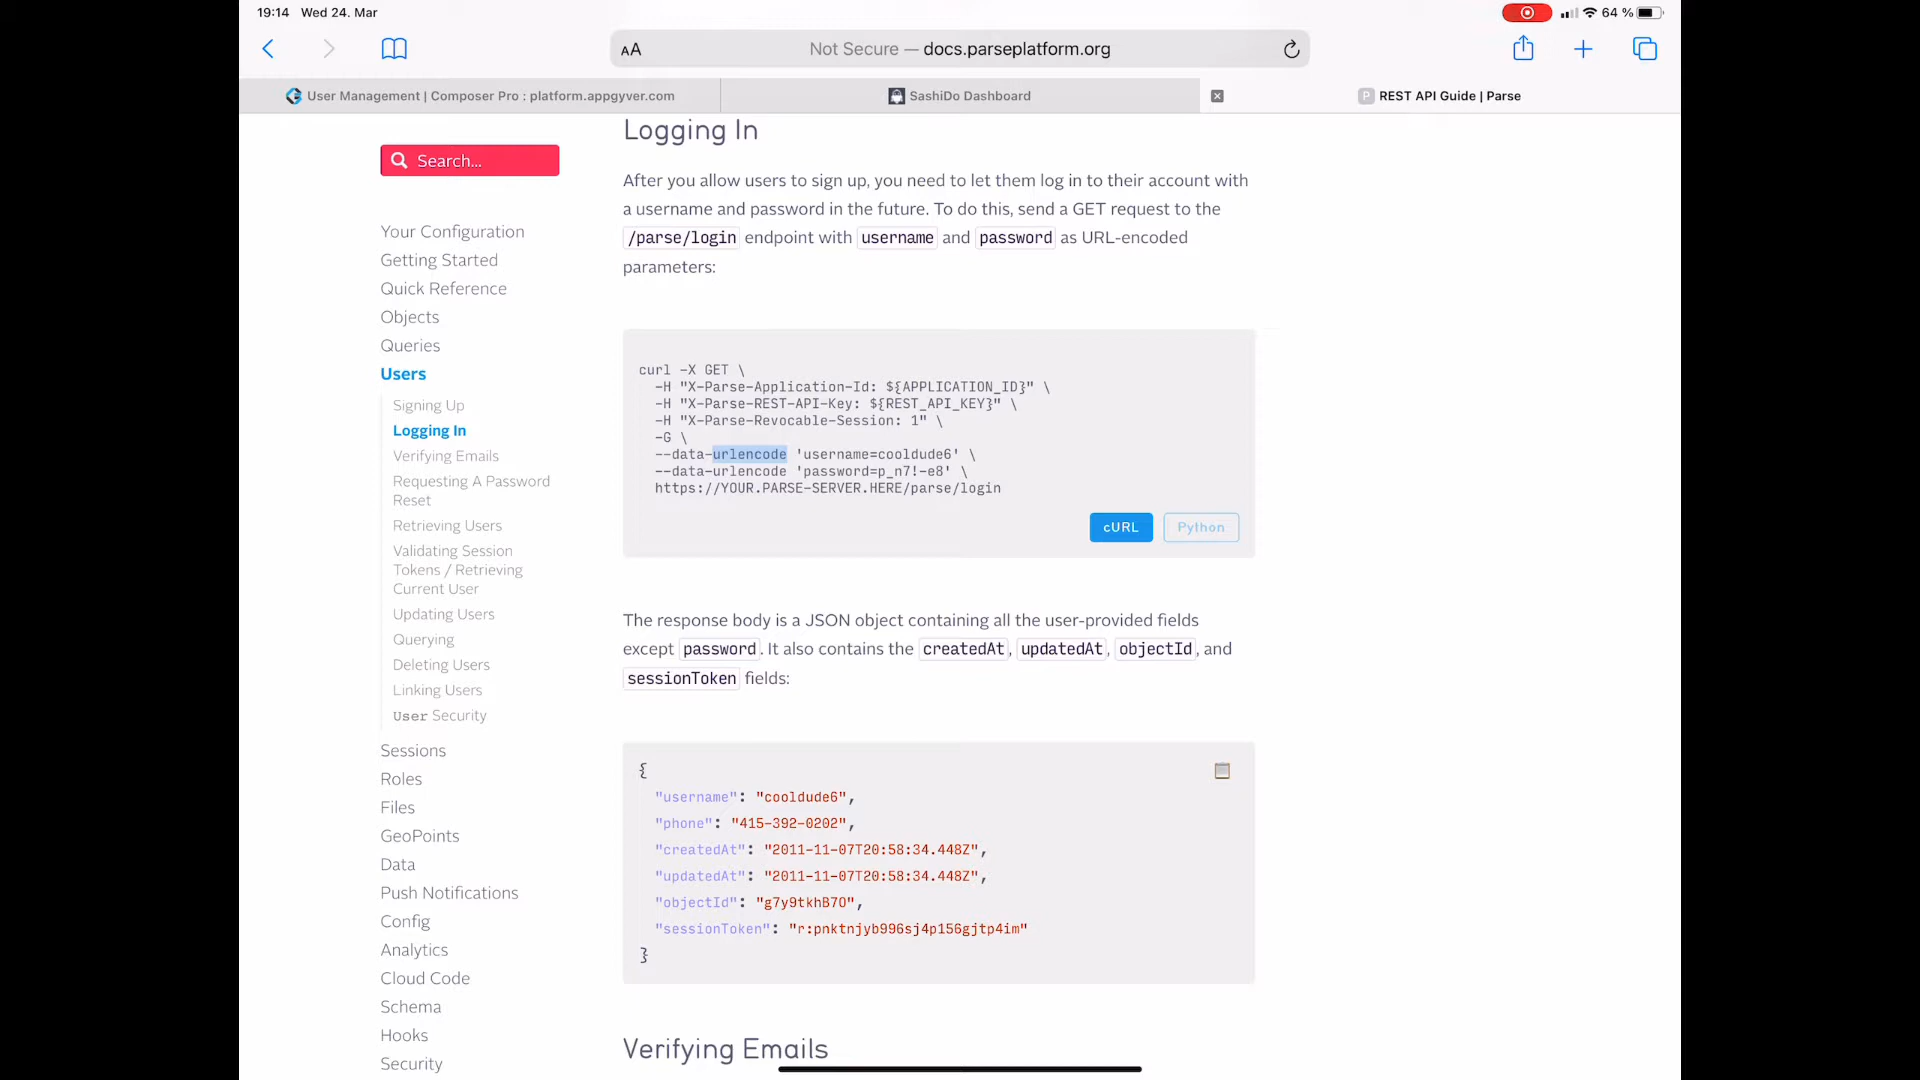 19:14 Wed 24. Mar
64 %
AA Not Secure — docs.parseplatform.org
User Management | Composer Pro : platform.appgyver.com
SashiDo Dashboard
P REST API Guide | Parse
Search...
Your Configuration
Getting Started
Quick Reference
Objects
Queries
Users
Signing Up
Logging In
Verifying Emails
Requesting A Password
Reset
Retrieving Users
Validating Session
Tokens / Retrieving
Current User
Updating Users
Querying
Deleting Users
Linking Users
User Security
Sessions
Roles
Files
GeoPoints
Data
Push Notifications
Config
Analytics
Cloud Code
Schema
Hooks
Security
Logging In
After you allow users to sign up, you need to let them log in to their account with
a username and password in the future. To do this, send a GET request to the
/parse/login endpoint with username and password as URL-encoded
parameters:
curl -X GET \
-H "X-Parse-Application-Id: ${APPLICATION_ID}" \
-H "X-Parse-REST-API-Key: ${REST_API_KEY}" \
-H "X-Parse-Revocable-Session: 1" \
-G \
--data-urlencode 'username=cooldude6' \
--data-urlencode 'password=p_n7!-e8' \
https://YOUR.PARSE-SERVER.HERE/parse/login
cURL Python
The response body is a JSON object containing all the user-provided fields
except password. It also contains the createdAt, updatedAt, objectId, and
sessionToken fields:
{
"username": "cooldude6",
"phone": "415-392-0202",
"createdAt": "2011-11-07T20:58:34.448Z",
"updatedAt": "2011-11-07T20:58:34.448Z",
"objectId": "g7y9tkhB7O",
"sessionToken": "r:pnktnjyb996sj4p156gjtp4im"
}
Verifying Emails